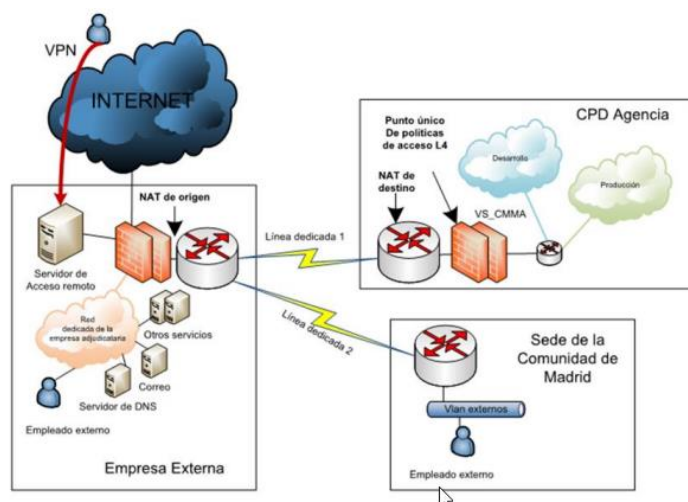 VPN
INTERNET
NAT de origen
Servidor de
Acceso remoto
Red
dedicada de la
empresa adjudicataria
Otros servicios
Correo
Servidor de DNS
Empleado externo
Empresa Externa
Línea dedicada 1
Línea dedicada 2
CPD Agencia
Punto único
De políticas
de acceso L4
NAT de
destino
VS_CMMA
Desarrollo
Producción
Sede de la
Comunidad de
Madrid
Vlan externos
Empleado externo